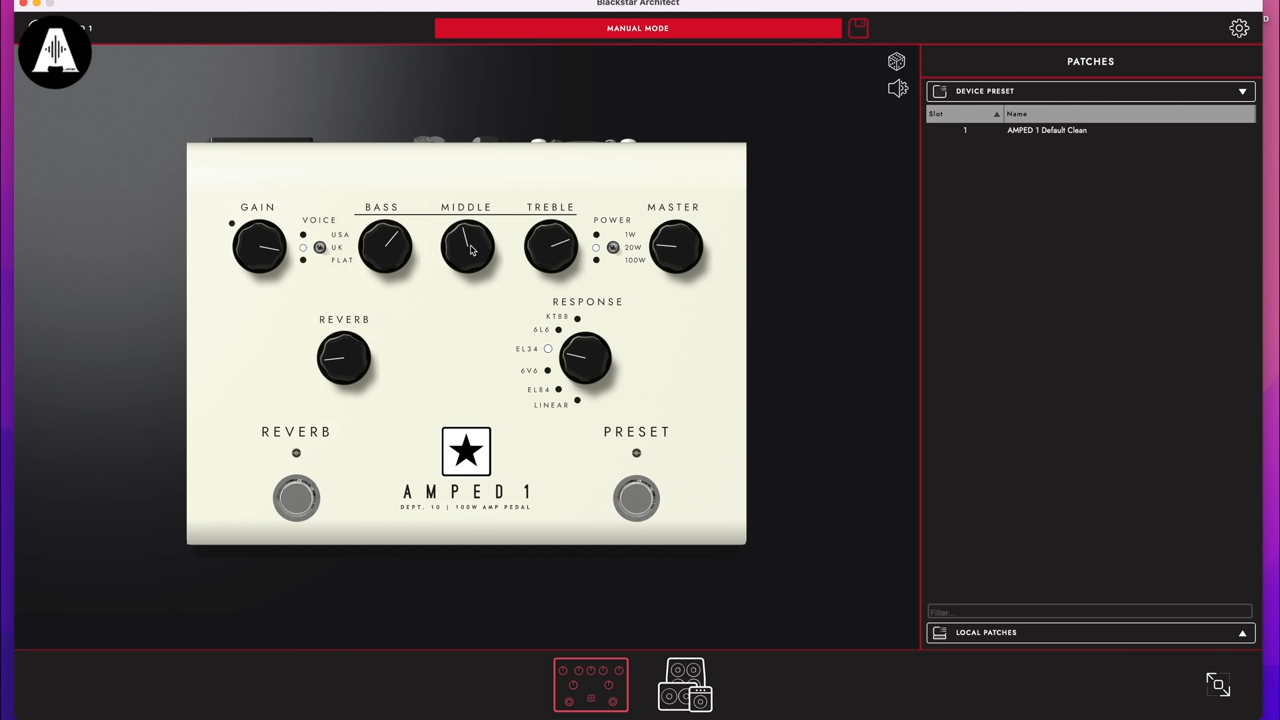 Blackstar Architect
MANUAL MODE
PATCHES
DEVICE PRESET
Slot Name
1 AMPED 1 Default Clean
GAIN
VOICE
USA
UK
FLAT
BASS MIDDLE TREBLE
POWER
1W
20W
100W
MASTER
REVERB
RESPONSE
KT88
6L6
EL34
6V6
EL84
LINEAR
REVERB
PRESET
AMPED 1
DEPT. 10 | 100W AMP PEDAL
Filter...
LOCAL PATCHES